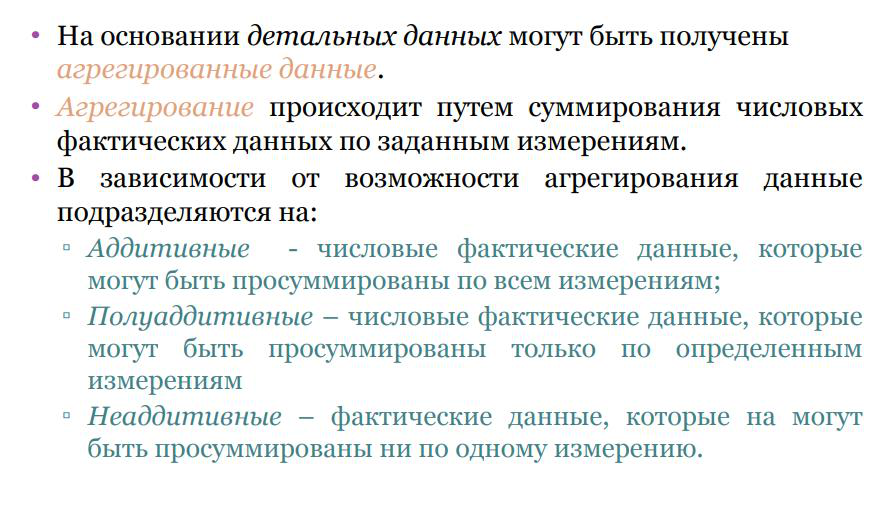 • На основании детальных данных могут быть получены
агрегированные данные.
• Агрегирование происходит путем суммирования числовых
фактических данных по заданным измерениям.
• В зависимости от возможности агрегирования данные
подразделяются на:
▫ Аддитивные - числовые фактические данные, которые
могут быть просуммированы по всем измерениям;
▫ Полуаддитивные – числовые фактические данные, которые
могут быть просуммированы только по определенным
измерениям
▫ Неаддитивные – фактические данные, которые на могут
быть просуммированы ни по одному измерению.